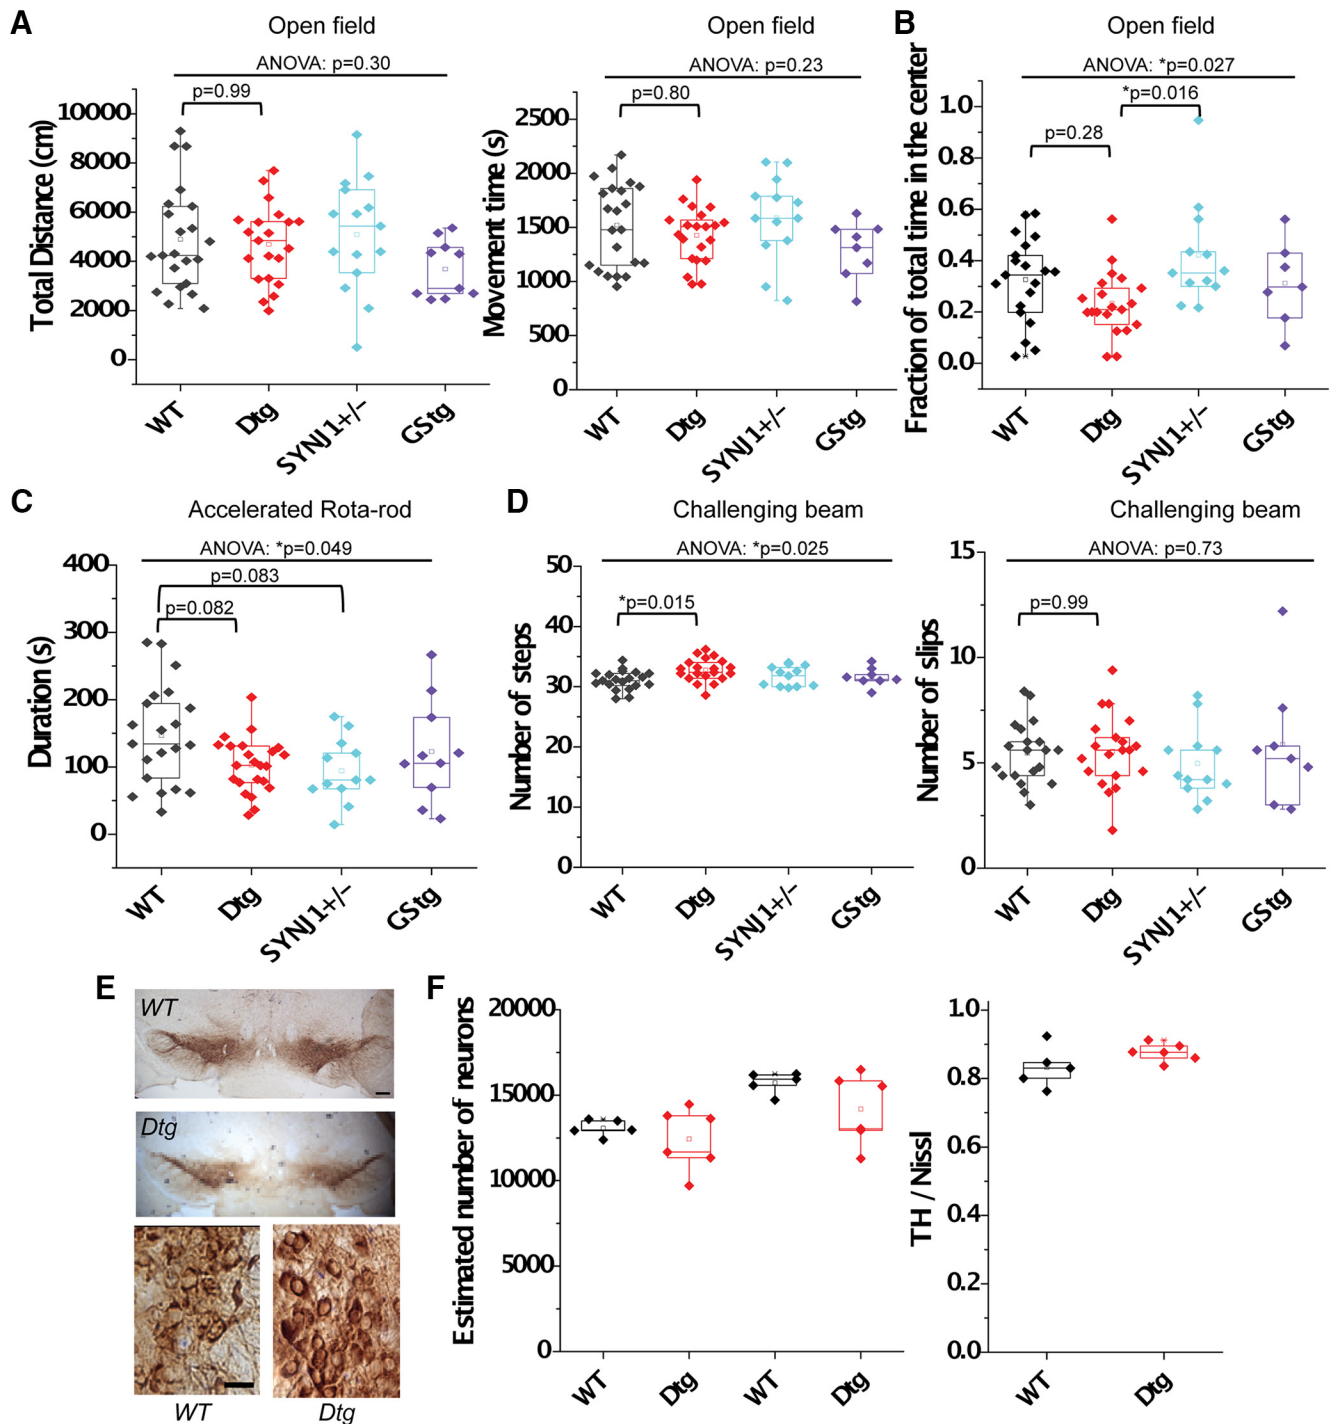 A
Open field
ANOVA: p=0.30
p=0.99
Total Distance (cm)
10000
8000
6000
4000
2000
0
WT
Dtg
SYNJ1+/−
GStg
Open field
ANOVA: p=0.23
p=0.80
Movement time (s)
2500
2000
1500
1000
500
0
WT
Dtg
SYNJ1+/−
GStg
B
Open field
ANOVA: *p=0.027
*p=0.016
p=0.28
Fraction of total time in the center
1.0
0.8
0.6
0.4
0.2
0.0
WT
Dtg
SYNJ1+/−
GStg
C
Accelerated Rota-rod
ANOVA: *p=0.049
p=0.083
p=0.082
Duration (s)
400
300
200
100
0
WT
Dtg
SYNJ1+/−
GStg
D
Challenging beam
ANOVA: *p=0.025
*p=0.015
Number of steps
50
40
30
20
10
0
WT
Dtg
SYNJ1+/−
GStg
Challenging beam
ANOVA: p=0.73
p=0.99
Number of slips
15
10
5
0
WT
Dtg
SYNJ1+/−
GStg
E
WT
Dtg
WT
Dtg
F
Estimated number of neurons
20000
15000
10000
5000
0
WT
Dtg
WT
Dtg
TH / Nissl
1.0
0.8
0.6
0.4
0.2
0.0
WT
Dtg